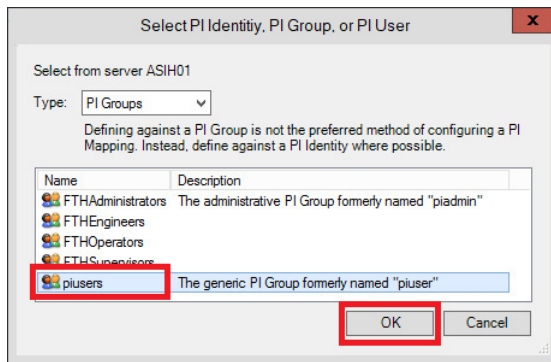 Select PI Identitiy, PI Group, or PI User
x
Select from server ASIH01
Type: PI Groups
Defining against a PI Group is not the preferred method of configuring a PI
Mapping. Instead, define against a PI Identity where possible.
Name Description
FTHAdministrators The administrative PI Group formerly named "piadmin"
FTHEngineers
FTHOperators
FTHSupervisors
piusers The generic PI Group formerly named "piuser"
OK Cancel